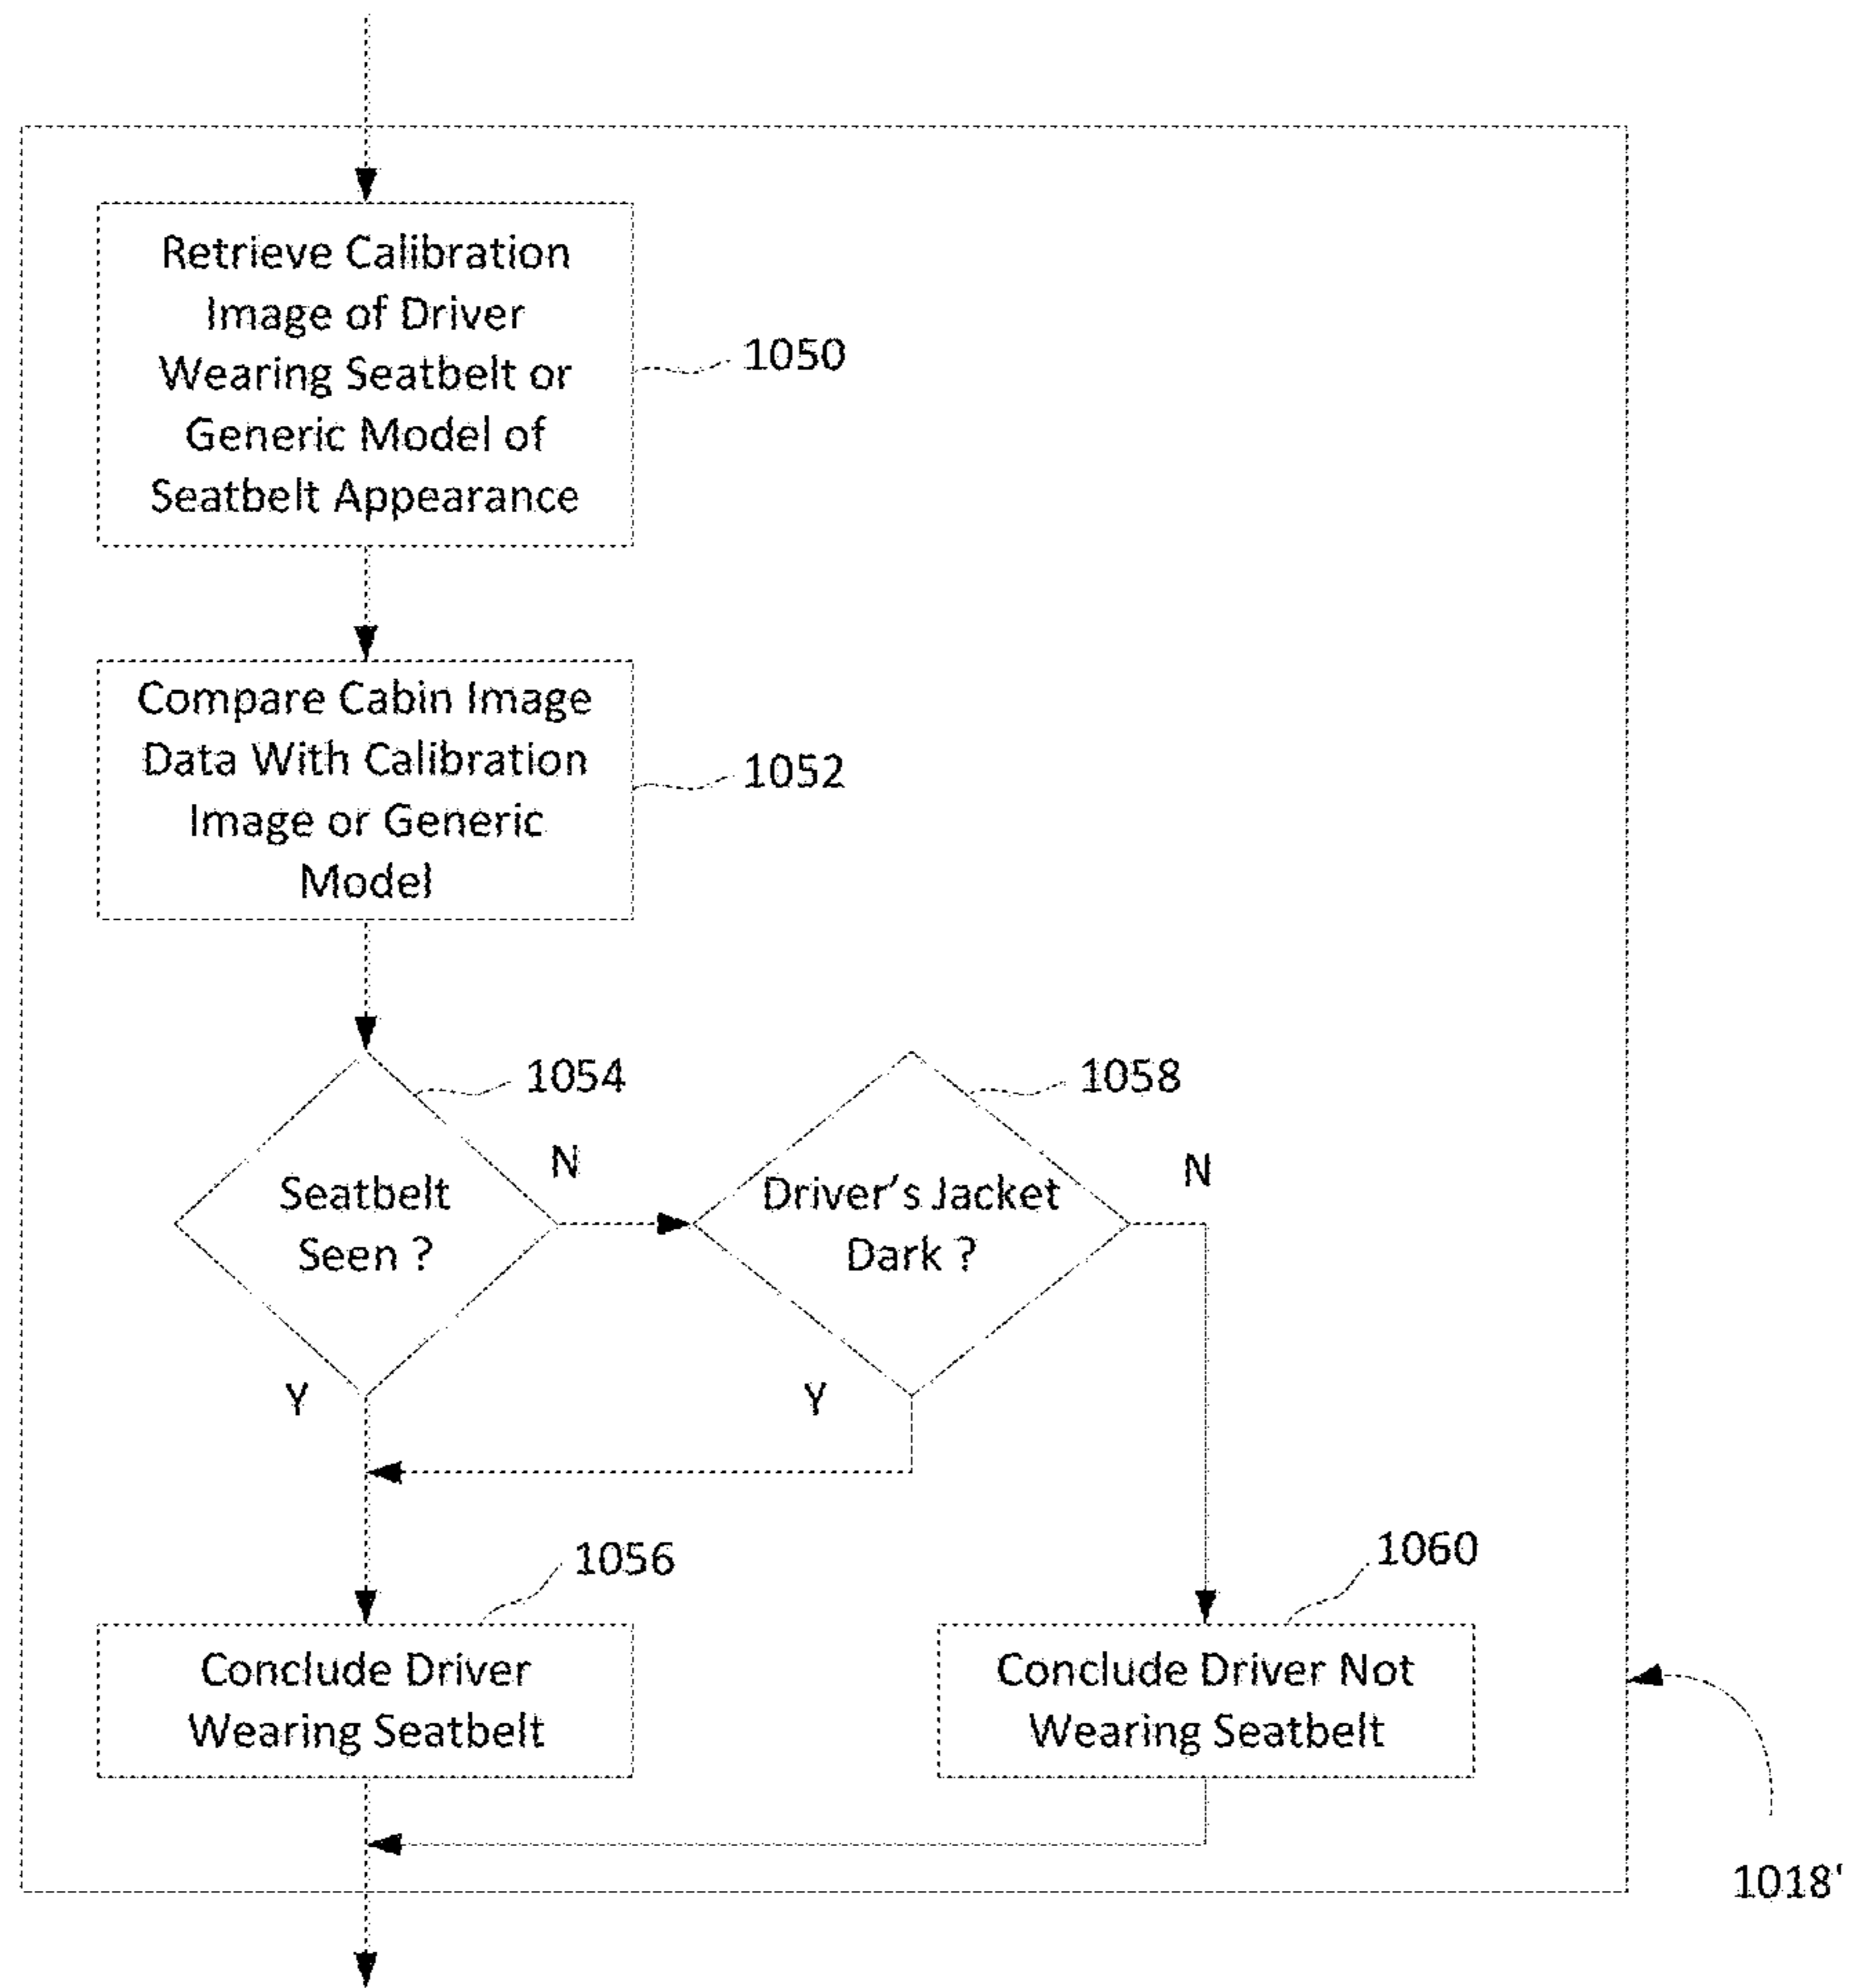 Retrieve Calibration
Image of Driver
Wearing Seatbelt or
Generic Model of
Seatbelt Appearance
1050
Compare Cabin Image
Data With Calibration
Image or Generic
Model
1052
1054
Seatbelt
Seen ?
N
Y
1058
Driver's Jacket
Dark ?
N
Y
1056
Conclude Driver
Wearing Seatbelt
1060
Conclude Driver Not
Wearing Seatbelt
1018'